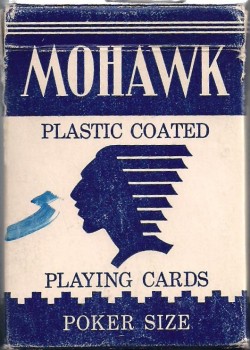 MOHAWK
PLASTIC COATED
PLAYING CARDS
POKER SIZE